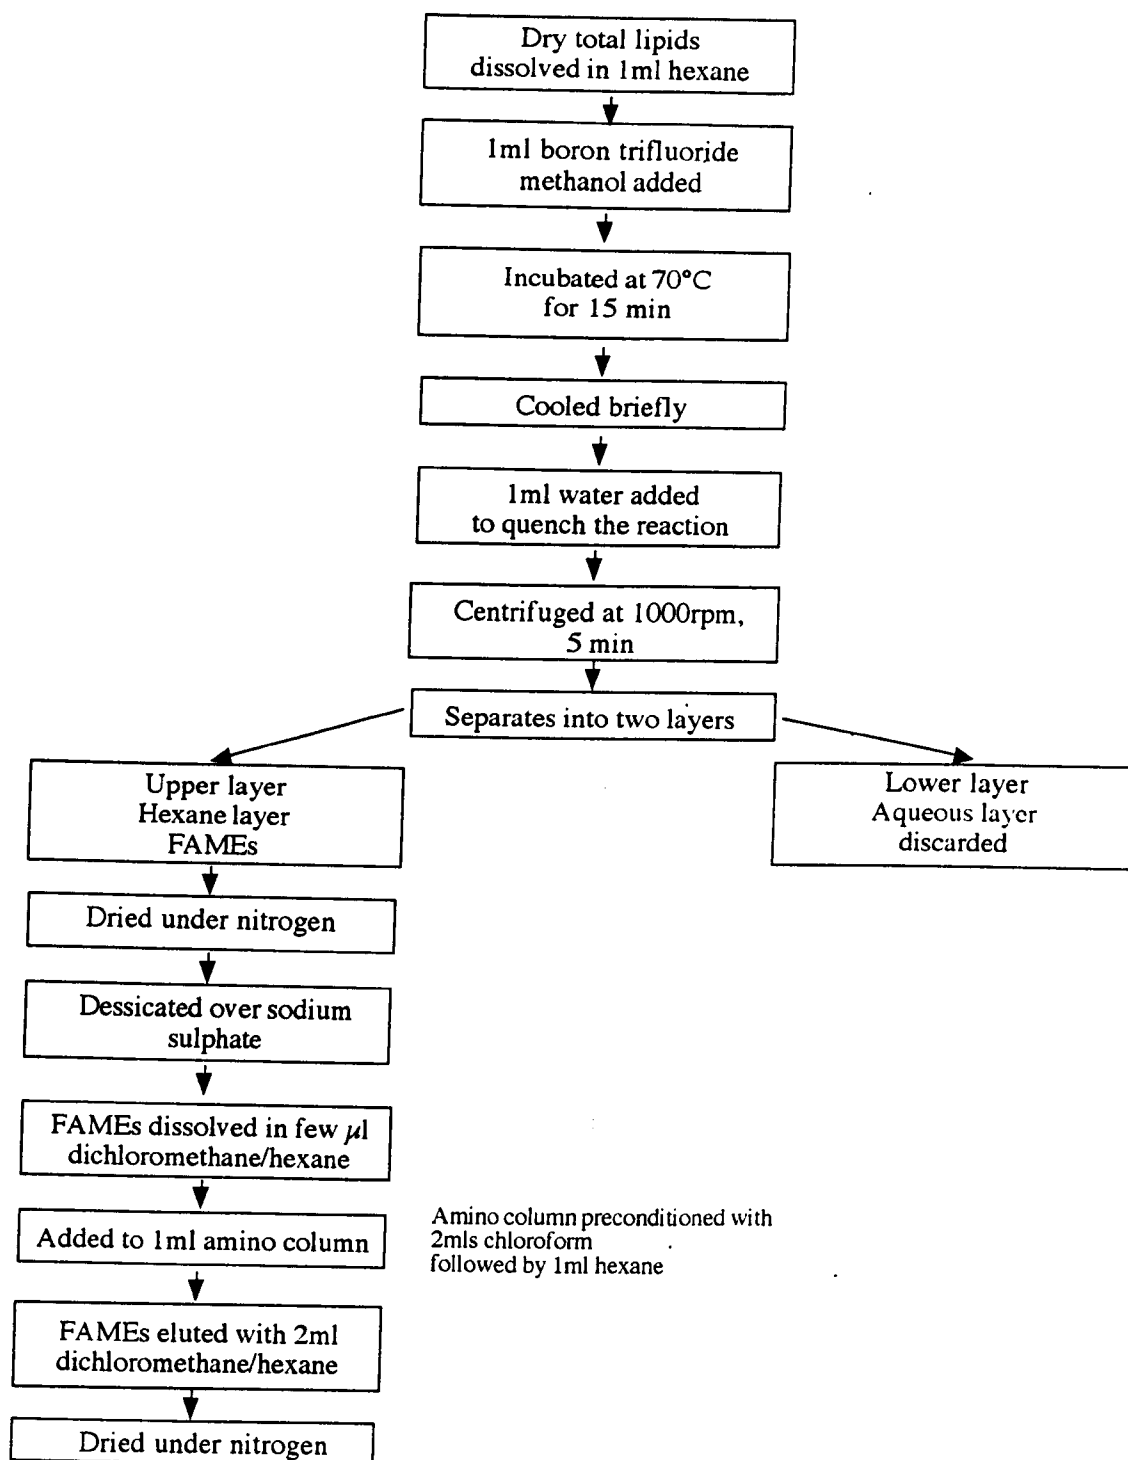 Dry total lipids
dissolved in 1ml hexane
1ml boron trifluoride
methanol added
Incubated at 70°C
for 15 min
Cooled briefly
1ml water added
to quench the reaction
Centrifuged at 1000rpm,
5 min
Separates into two layers
Upper layer
Hexane layer
FAMEs
Lower layer
Aqueous layer
discarded
Dried under nitrogen
Dessicated over sodium
sulphate
FAMEs dissolved in few μl
dichloromethane/hexane
Added to 1ml amino column
Amino column preconditioned with
2mls chloroform
followed by 1ml hexane
FAMEs eluted with 2ml
dichloromethane/hexane
Dried under nitrogen